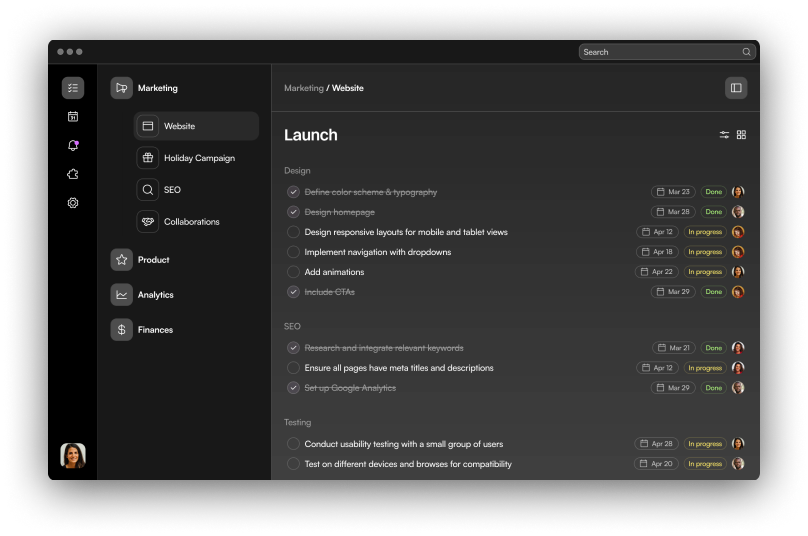 Search
Marketing
Website
Holiday Campaign
SEO
Collaborations
Product
Analytics
Finances
Marketing / Website
Launch
Design
Define color scheme & typography Mar 23 Done
Design homepage Mar 28 Done
Design responsive layouts for mobile and tablet views Apr 12 In progress
Implement navigation with dropdowns Apr 18 In progress
Add animations Apr 22 In progress
Include CTAs Mar 29 Done
SEO
Research and integrate relevant keywords Mar 21 Done
Ensure all pages have meta titles and descriptions Apr 12 In progress
Set up Google Analytics Mar 29 Done
Testing
Conduct usability testing with a small group of users Apr 28 In progress
Test on different devices and browses for compatibility Apr 20 In progress